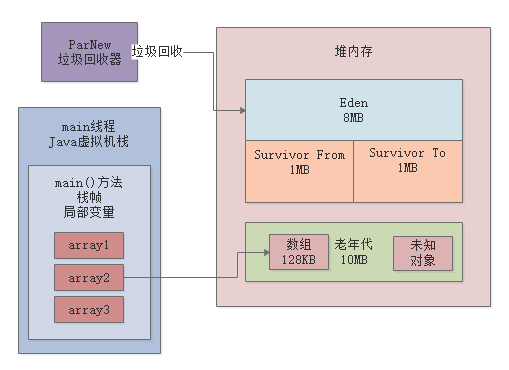 ParNew
垃圾回收器
垃圾回收
堆内存
Eden
8MB
Survivor From
1MB
Survivor To
1MB
main线程
Java虚拟机栈
main()方法
栈帧
局部变量
array1
array2
array3
数组
128KB
老年代
10MB
未知
对象